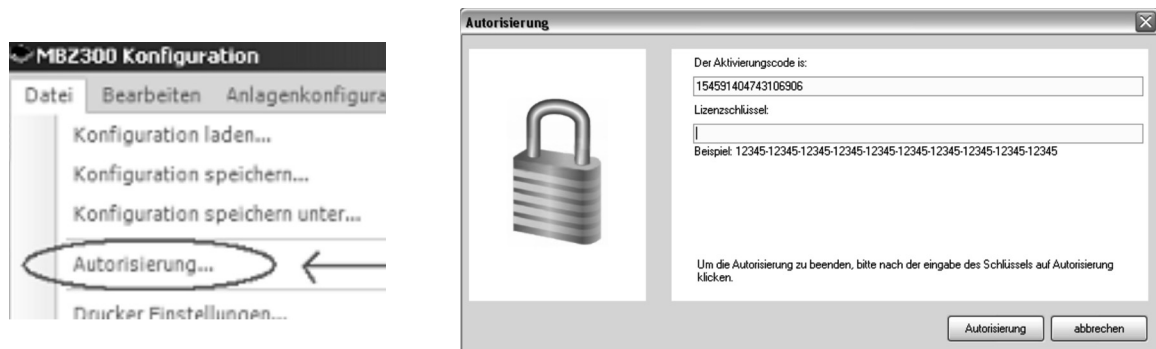 MBZ300 Konfiguration
Datei Bearbeiten Anlagenkonfigura
Konfiguration laden...
Konfiguration speichern...
Konfiguration speichern unter...
Autorisierung...
Drucker Einstellungen...
Autorisierung
Der Aktivierungscode is:
154591404743106906
Lizenzschlüssel:
Beispiel: 12345-12345-12345-12345-12345-12345-12345-12345-12345-12345
Um die Autorisierung zu beenden, bitte nach der eingabe des Schlüssels auf Autorisierung
klicken.
Autorisierung abbrechen